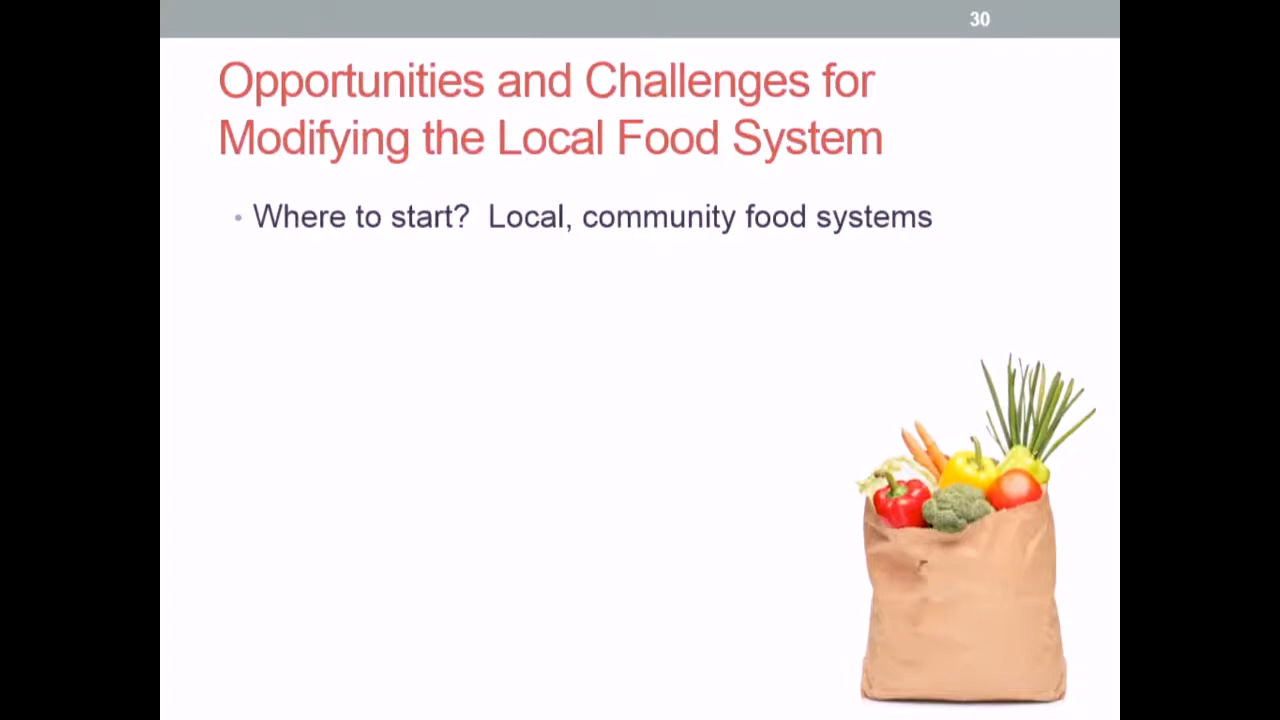 30
Opportunities and Challenges for
Modifying the Local Food System
• Where to start?  Local, community food systems